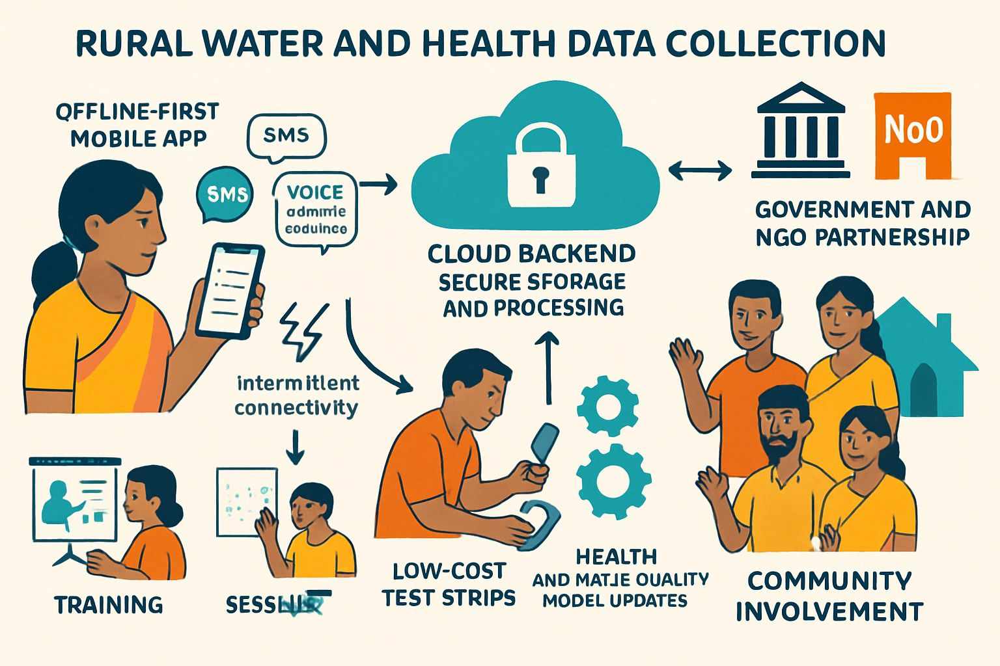 RURAL WATER AND HEALTH DATA COLLECTION
OFFLINE-FIRST
MOBILE APP
SMS
SMS
VOICE
admmie
eoduince
CLOUD BACKEND
SECURE SFORAGE
AND PROCESSING
NoO
GOVERNMENT AND
NGO PARTNERSHIP
intermitlent
connectivity
TRAINING
LOW-COST
TEST STRIPS
HEALTH
AND MATJE OUALITY
MODEL UPDATES
COMMUNITY
INVOLVEMENT